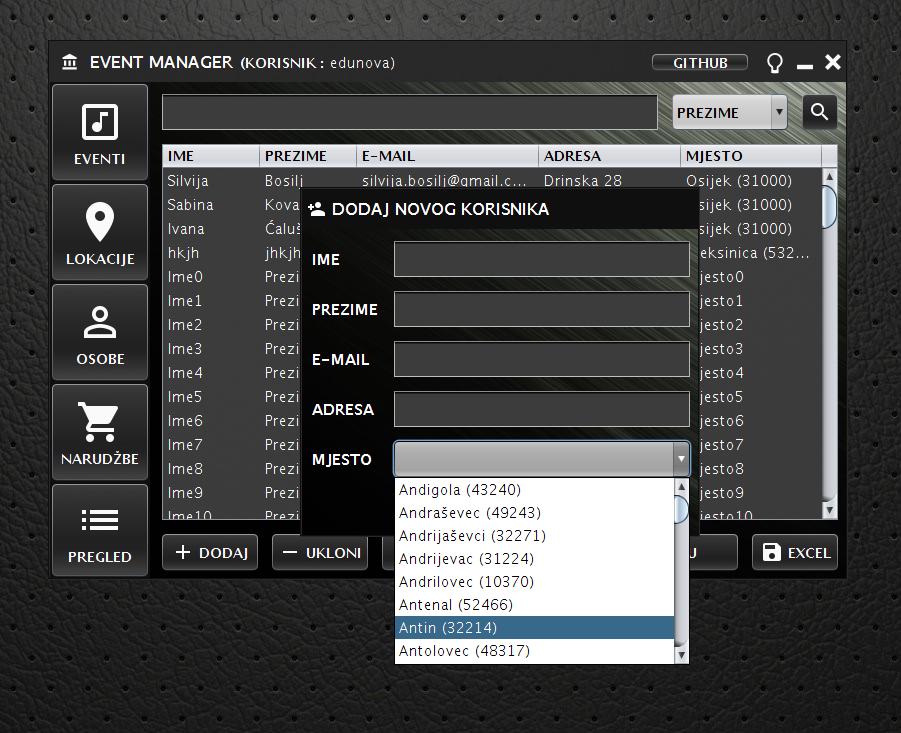 EVENT MANAGER (KORISNIK : edunova) GITHUB
EVENTI
LOKACIJE
OSOBE
NARUDŽBE
PREGLED
PREZIME
IME PREZIME E-MAIL ADRESA MJESTO
Silvija Bosilj silvija.bosilj@gmail.c... Drinska 28 Osijek (31000)
Sabina Kova sijek (31000)
Ivana Ćaluš sijek (31000)
hkjh jhkjh eksinica (532...
Ime0 Prezi jesto0
Ime1 Prezi jesto1
Ime2 Prezi jesto2
Ime3 Prezi jesto3
Ime4 Prezi jesto4
Ime5 Prezi jesto5
Ime6 Prezi jesto6
Ime7 Prezi jesto7
Ime8 Prezi jesto8
Ime9 Prezi jesto9
Ime10 Prezi jesto10
DODAJ NOVOG KORISNIKA
IME
PREZIME
E-MAIL
ADRESA
MJESTO
Andigola (43240)
Andraševec (49243)
Andrijaševci (32271)
Andrijevac (31224)
Andrilovec (10370)
Antenal (52466)
Antin (32214)
Antolovec (48317)
DODAJ UKLONI J EXCEL